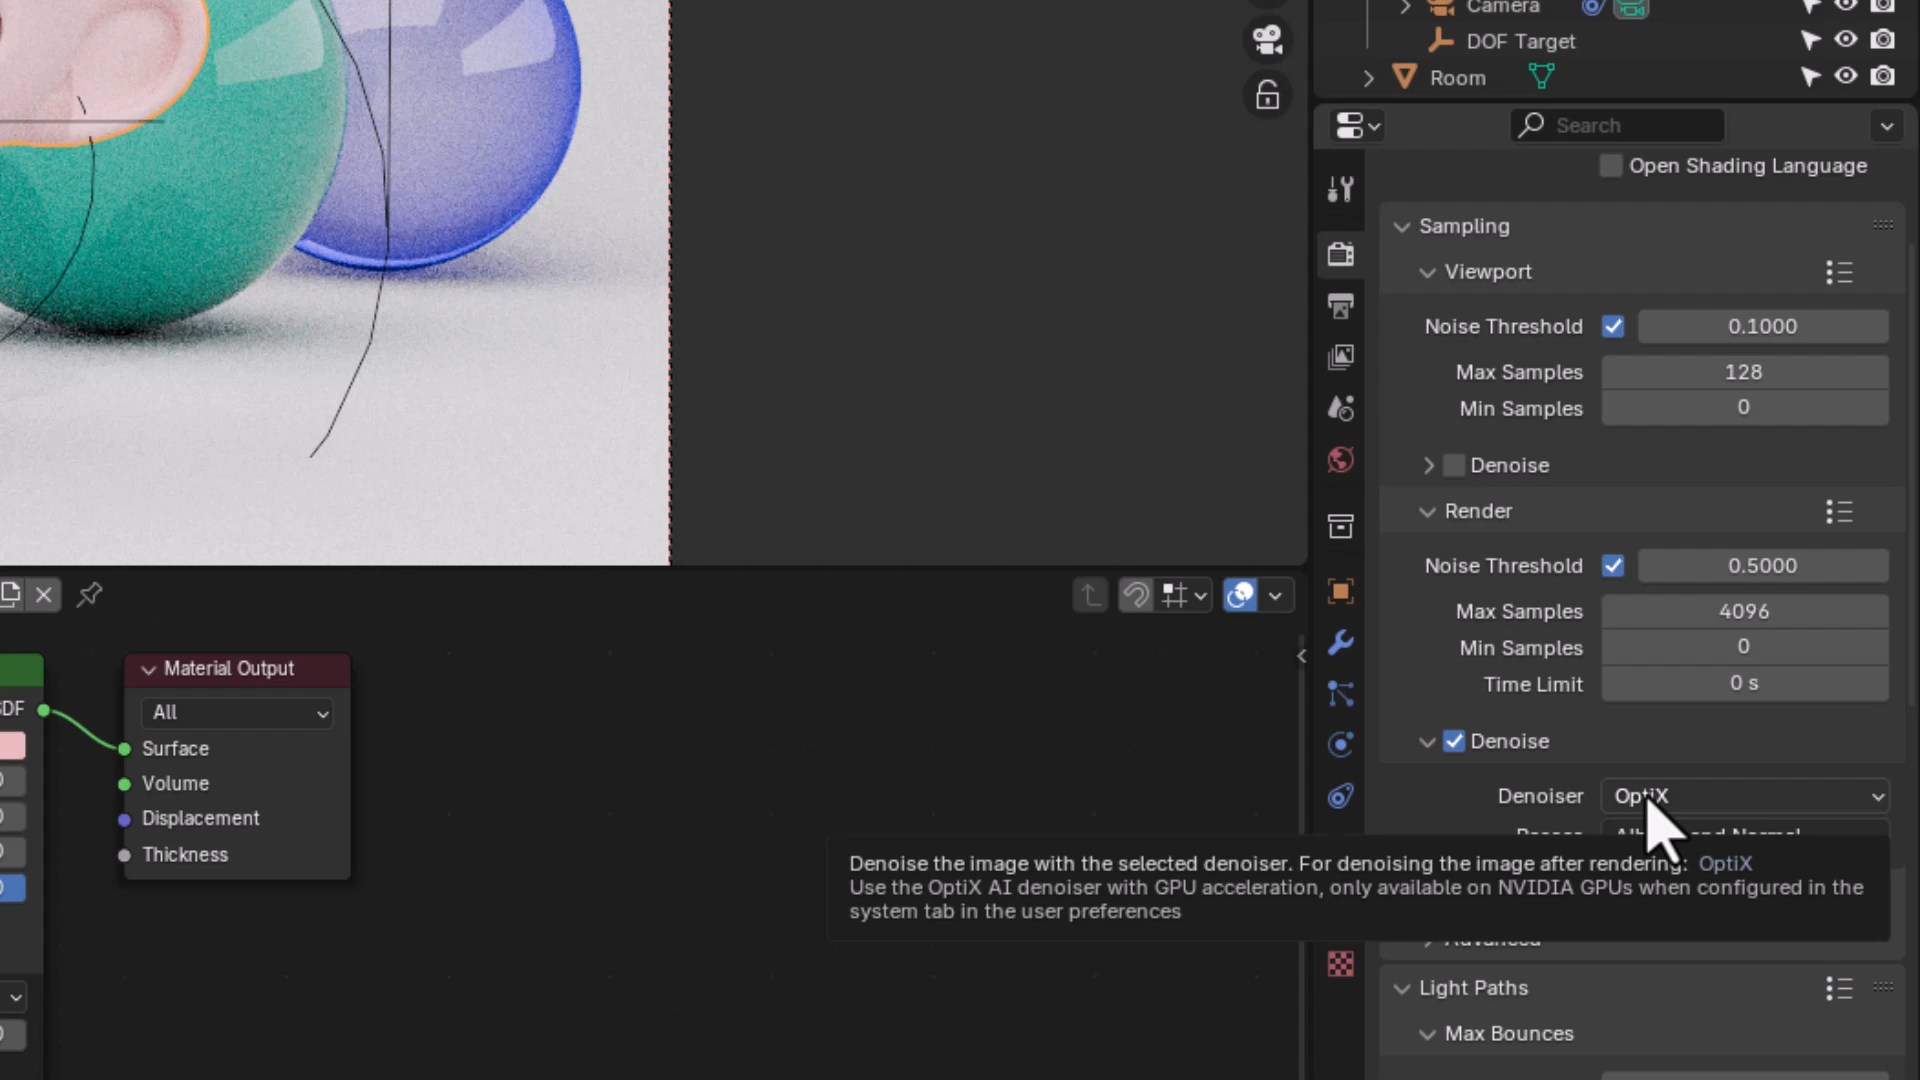 Camera
DOF Target
Room
Search
Open Shading Language
Sampling
Viewport
Noise Threshold 0.1000
Max Samples 128
Min Samples 0
Denoise
Render
Noise Threshold 0.5000
Max Samples 4096
Min Samples 0
Time Limit 0 s
Denoise
Denoiser OptiX
Denoise the image with the selected denoiser. For denoising the image after rendering: OptiX
Use the OptiX AI denoiser with GPU acceleration, only available on NVIDIA GPUs when configured in the
system tab in the user preferences
Light Paths
Max Bounces
Material Output
All
Surface
Volume
Displacement
Thickness